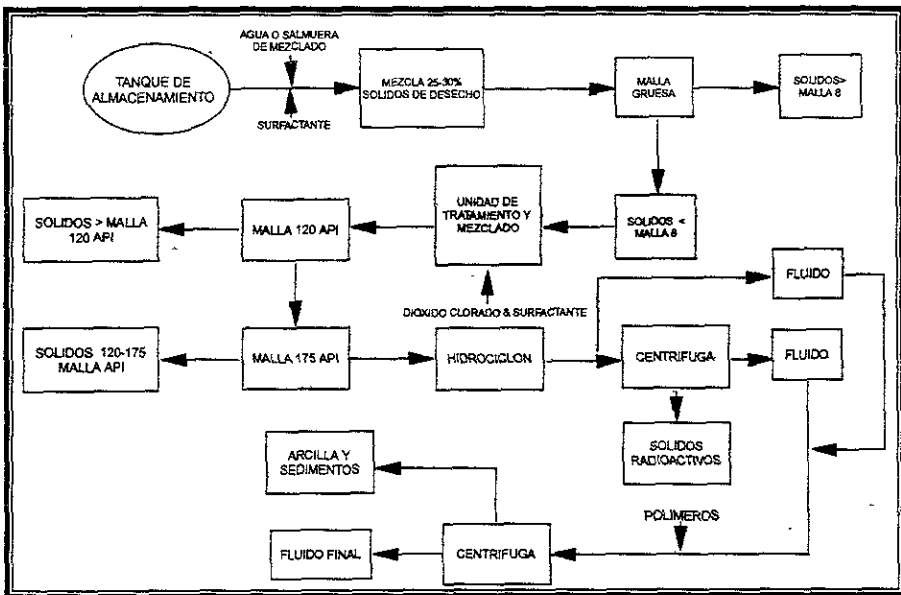 AGUA O SALMUERA
DE MEZCLADO
TANQUE DE
ALMACENAMIENTO
SURFACTANTE
MEZCLA 25-30%
SOLIDOS DE DESECHO
MALLA
GRUESA
SOLIDOS>
MALLA 8
SOLIDOS <
MALLA 8
UNIDAD DE
TRATAMIENTO Y
MEZCLADO
DIOXIDO CLORADO & SURFACTANTE
MALLA 120 API
SOLIDOS > MALLA
120 API
MALLA 175 API
SOLIDOS 120-175
MALLA API
HIDROCICLON
FLUIDO
CENTRIFUGA
FLUIDO
SOLIDOS
RADIOACTIVOS
POLIMEROS
CENTRIFUGA
ARCILLA Y
SEDIMENTOS
FLUIDO FINAL